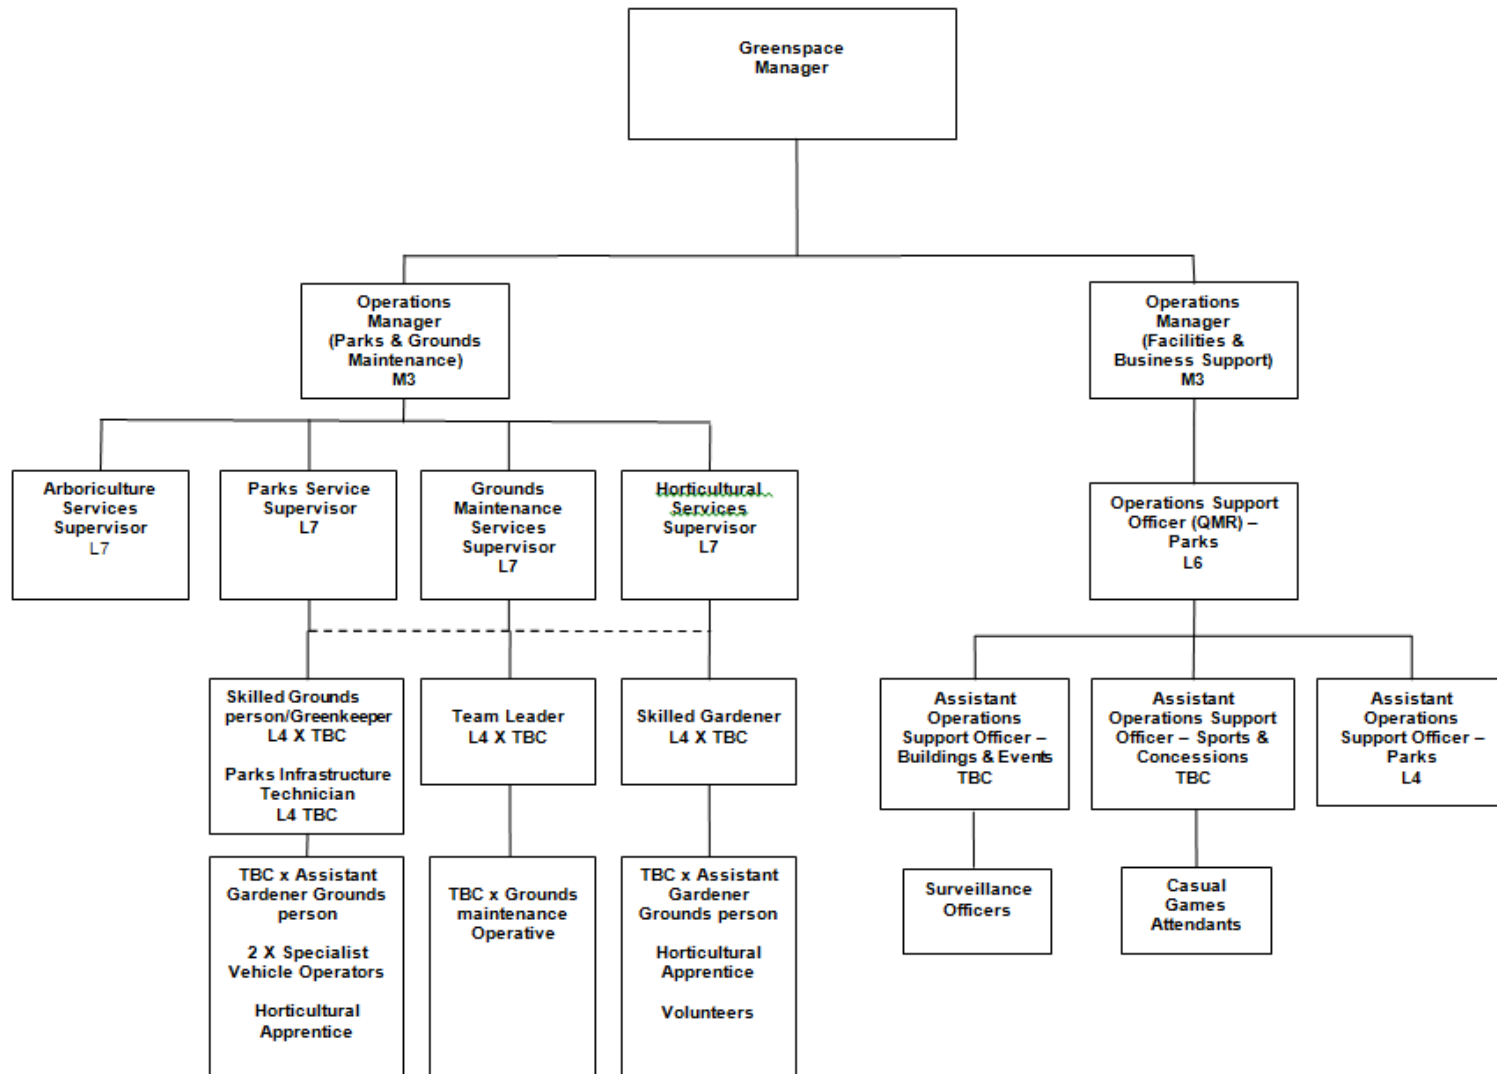 Greenspace
Manager
Operations
Manager
(Parks & Grounds
Maintenance)
M3
Operations
Manager
(Facilities &
Business Support)
M3
Arboriculture
Services
Supervisor
L7
Parks Service
Supervisor
L7
Grounds
Maintenance
Services
Supervisor
L7
Horticultural
Services
Supervisor
L7
Operations Support
Officer (QMR) –
Parks
L6
Skilled Grounds
person/Greenkeeper
L4 X TBC
Parks Infrastructure
Technician
L4 TBC
Team Leader
L4 X TBC
Skilled Gardener
L4 X TBC
Assistant
Operations
Support Officer –
Buildings & Events
TBC
Assistant
Operations Support
Officer – Sports &
Concessions
TBC
Assistant
Operations
Support Officer –
Parks
L4
TBC x Assistant
Gardener Grounds
person
2 X Specialist
Vehicle Operators
Horticultural
Apprentice
TBC x Grounds
maintenance
Operative
TBC x Assistant
Gardener
Grounds person
Horticultural
Apprentice
Volunteers
Surveillance
Officers
Casual
Games
Attendants